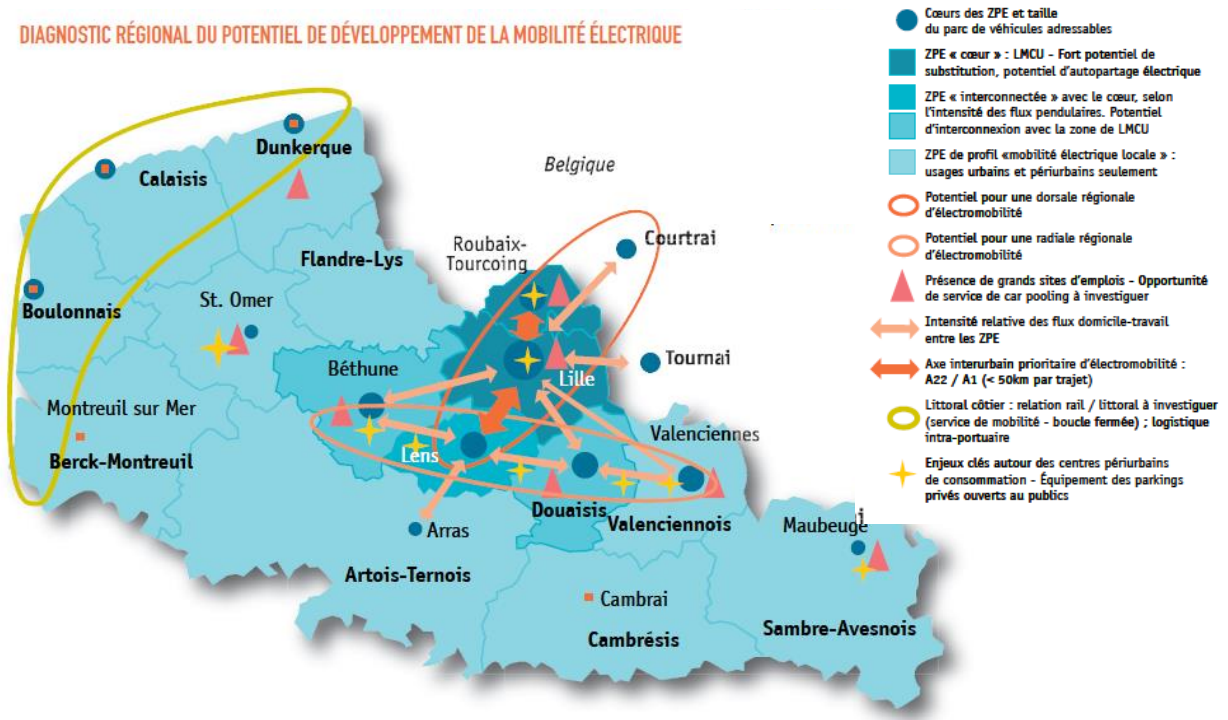 DIAGNOSTIC RÉGIONAL DU POTENTIEL DE DÉVELOPPEMENT DE LA MOBILITÉ ÉLECTRIQUE
Dunkerque
Calaisis
Belgique
Courtrai
Roubaix-
Tourcoing
Flandre-Lys
Boulonnais
St. Omer
Tournai
Béthune
Lille
Montreuil sur Mer
Valenciennes
Berck-Montreuil
Lens
Douaisis
Valenciennois
Maubeuge
Arras
Artois-Ternois
Cambrai
Cambrésis
Sambre-Avesnois
Cœurs des ZPE et taille
du parc de véhicules adressables
ZPE « cœur » : LMCU - Fort potentiel de
substitution, potentiel d'autopartage électrique
ZPE « interconnectée » avec le cœur, selon
l'intensité des flux pendulaires. Potentiel
d'interconnexion avec la zone de LMCU
ZPE de profil «mobilité électrique locale » :
usages urbains et périurbains seulement
Potentiel pour une dorsale régionale
d'électromobilité
Potentiel pour une radiale régionale
d'électromobilité
Présence de grands sites d'emplois - Opportunité
de service de car pooling à investiguer
Intensité relative des flux domicile-travail
entre les ZPE
Axe interurbain prioritaire d'électromobilité :
A22 / A1 (< 50km par trajet)
Littoral côtier : relation rail / littoral à investiguer
(service de mobilité - boucle fermée) ; logistique
intra-portuaire
Enjeux clés autour des centres périurbains
de consommation - Équipement des parkings
privés ouverts au publics